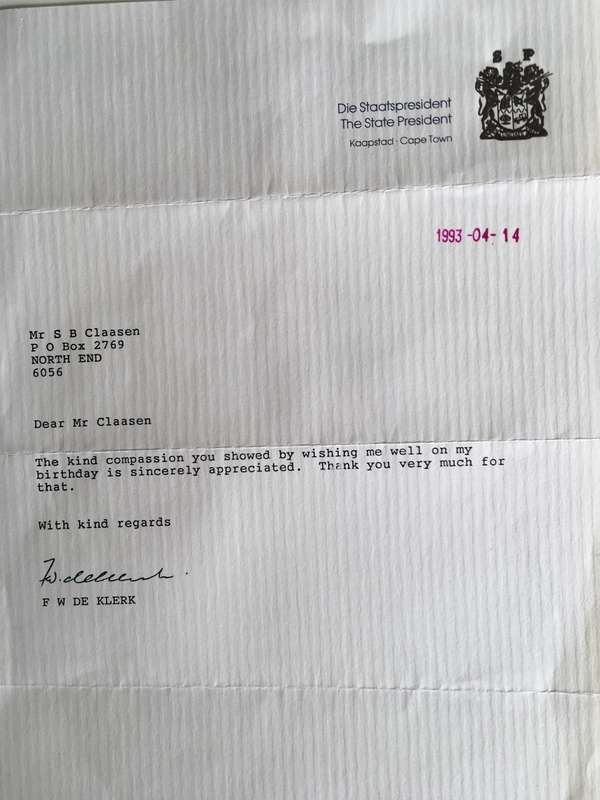 S P
Die Staatspresident
The State President
Kaapstad · Cape Town
1993 -04- 14
Mr S B Claasen
P O Box 2769
NORTH END
6056
Dear Mr Claasen
The kind compassion you showed by wishing me well on my
birthday is sincerely appreciated. Thank you very much for
that.
With kind regards
F W de Klerk
F W DE KLERK